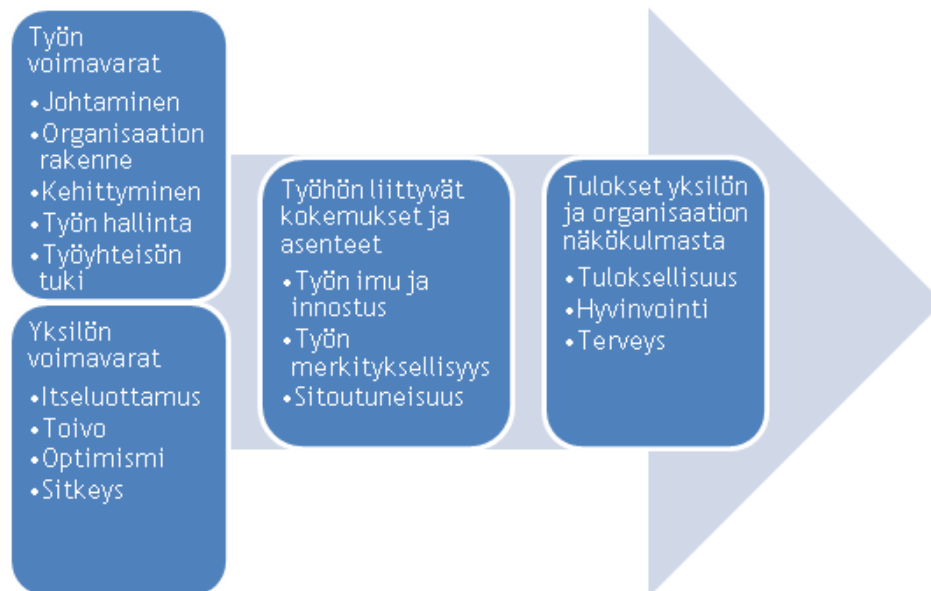 Työn
voimavarat
•Johtaminen
•Organisaation
rakenne
•Kehittyminen
•Työn hallinta
•Työyhteisön
tuki
Yksilön
voimavarat
•Itseluottamus
•Toivo
•Optimismi
•Sitkeys
Työhön liittyvät
kokemukset ja
asenteet
•Työn imu ja
innostus
•Työn
merkityksellisyys
•Sitoutuneisuus
Tulokset yksilön
ja organisaation
näkökulmasta
•Tuloksellisuus
•Hyvinvointi
•Terveys